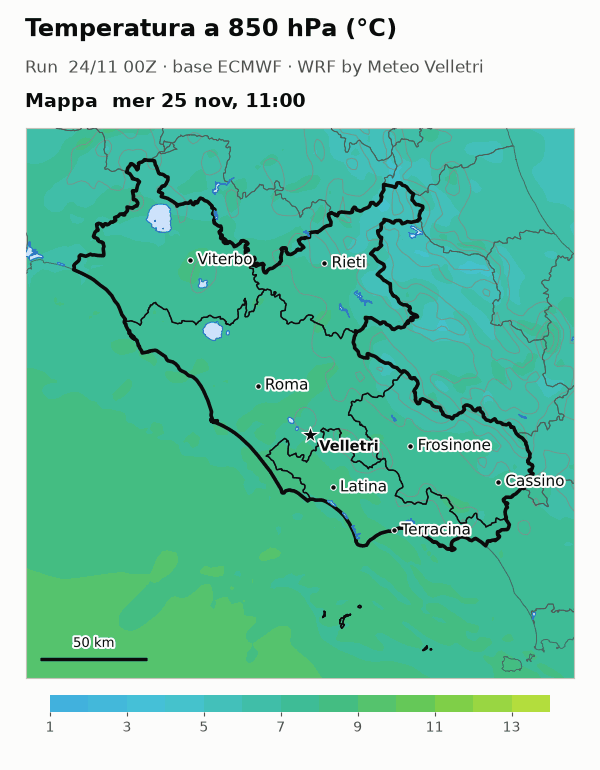 Temperatura a 850 hPa (°C)
Run 24/11 00Z · base ECMWF · WRF by Meteo Velletri
Mappa mer 25 nov, 11:00
Viterbo
Rieti
Roma
Velletri
Frosinone
Cassino
Latina
Terracina
50 km
1 3 5 7 9 11 13